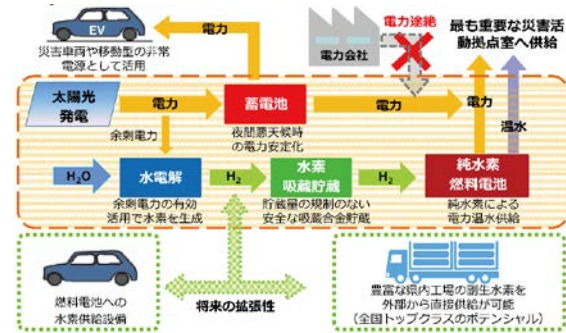 EV
災害車両や移動型の非常
電源として活用
電力
電力会社
電力途絶
最も重要な災害活
動拠点室へ供給
太陽光
発電
電力
蓄電池
電力
電力
温水
余剰電力
夜間悪天候時
の電力安定化
H₂O
水電解
H₂
水素
吸蔵貯蔵
H₂
純水素
燃料電池
余剰電力の有効
活用で水素を生成
貯蔵量の規制のない
安全な吸蔵合金貯蔵
純水素による
電力温水供給
燃料電池への
水素供給設備
将来の拡張性
豊富な県内工場の副生水素を
外部から直接供給が可能
（全国トップクラスのポテンシャル）